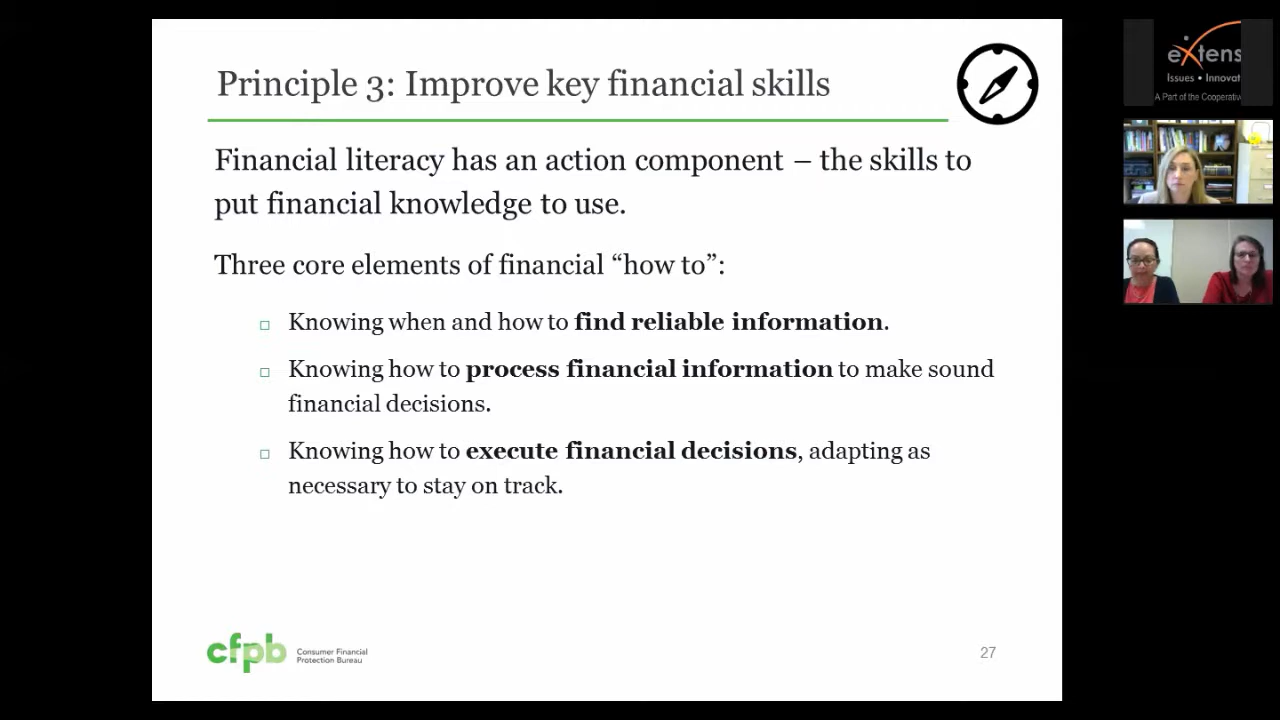 Principle 3: Improve key financial skills
Financial literacy has an action component – the skills to
put financial knowledge to use.
Three core elements of financial “how to”:
Knowing when and how to find reliable information.
Knowing how to process financial information to make sound
financial decisions.
Knowing how to execute financial decisions, adapting as
necessary to stay on track.
cfpb
Consumer Financial
Protection Bureau
27
eXtens
Issues • Innovat
A Part of the Cooperativ